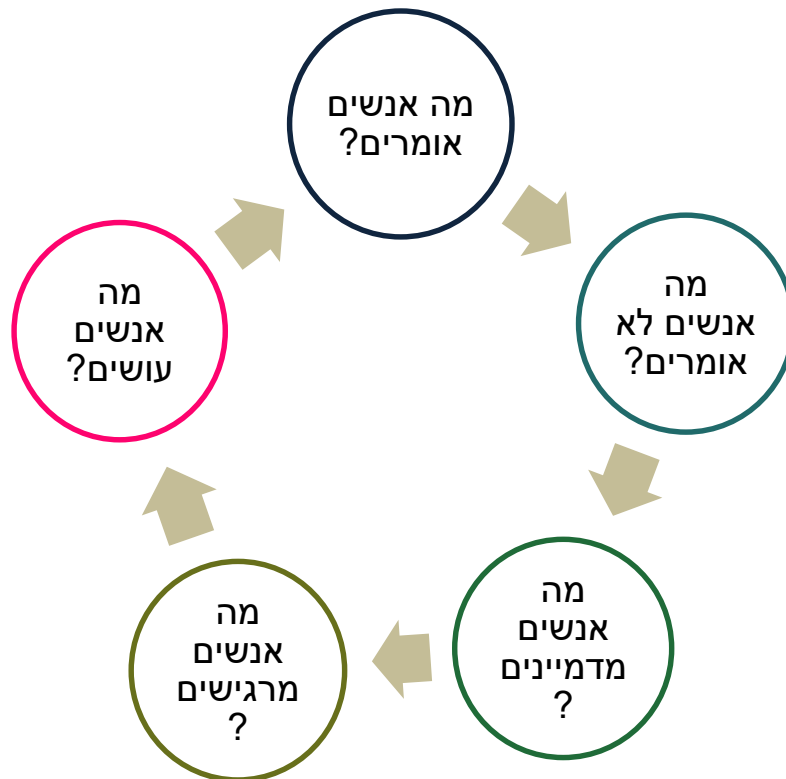 מה אנשים
אומרים?
מה
אנשים לא
אומרים?
מה
אנשים
מדמיינים
?
מה
אנשים
מרגישים
?
מה
אנשים
עושים?